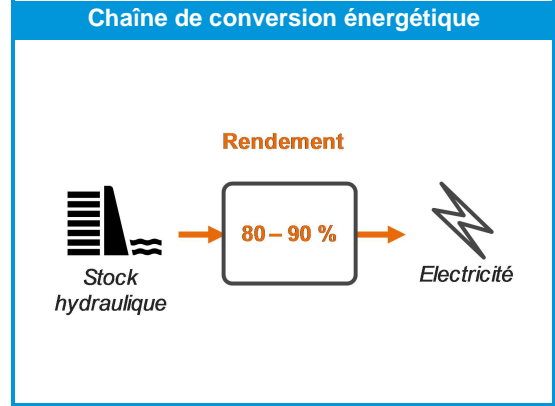 Chaîne de conversion énergétique
Rendement
80 – 90 %
Stock
hydraulique
Electricité